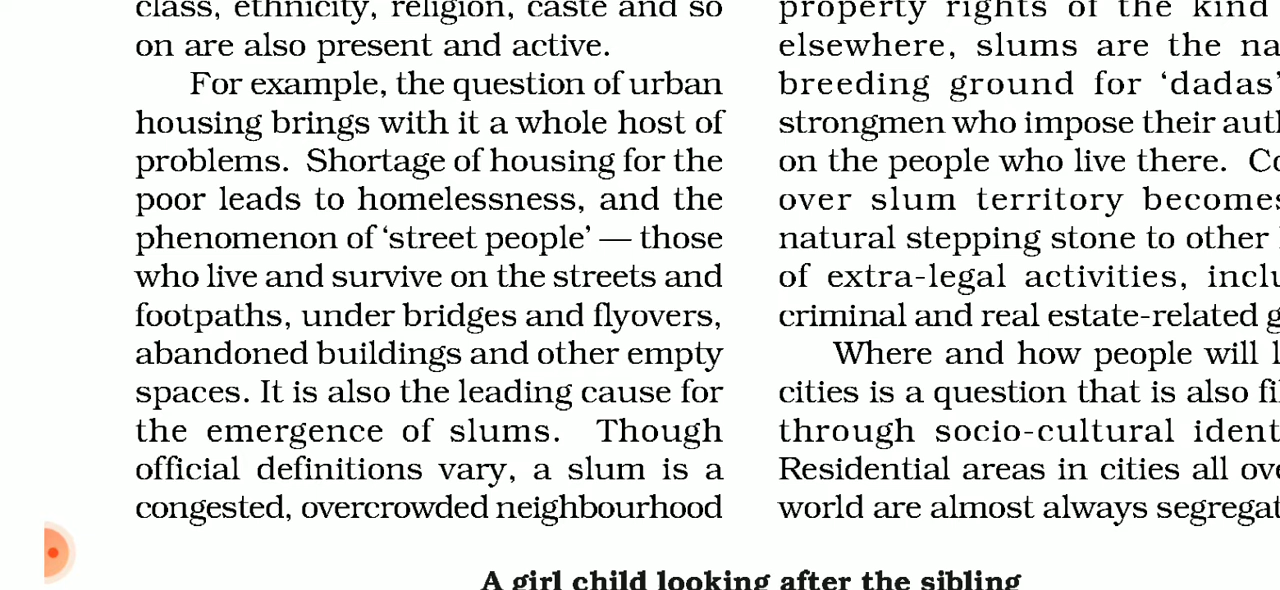 class, ethnicity, religion, caste and so
on are also present and active.
For example, the question of urban
housing brings with it a whole host of
problems. Shortage of housing for the
poor leads to homelessness, and the
phenomenon of ‘street people’ — those
who live and survive on the streets and
footpaths, under bridges and flyovers,
abandoned buildings and other empty
spaces. It is also the leading cause for
the emergence of slums. Though
official definitions vary, a slum is a
congested, overcrowded neighbourhood
property rights of the kind
elsewhere, slums are the
breeding ground for ‘dadas’
strongmen who impose their
on the people who live there.
over slum territory becomes
natural stepping stone to other
of extra-legal activities,
criminal and real estate-related
Where and how people will
cities is a question that is also
through socio-cultural
Residential areas in cities all
world are almost always
A girl child looking after the sibling